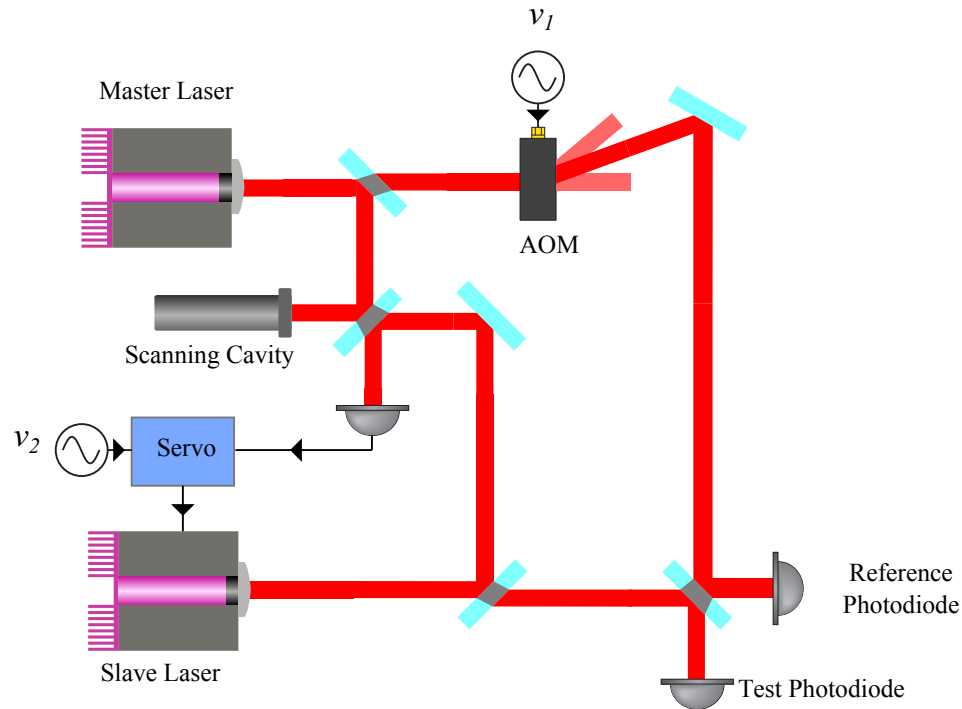 v1
Master Laser
AOM
Scanning Cavity
v2
Servo
Reference
Photodiode
Slave Laser
Test Photodiode